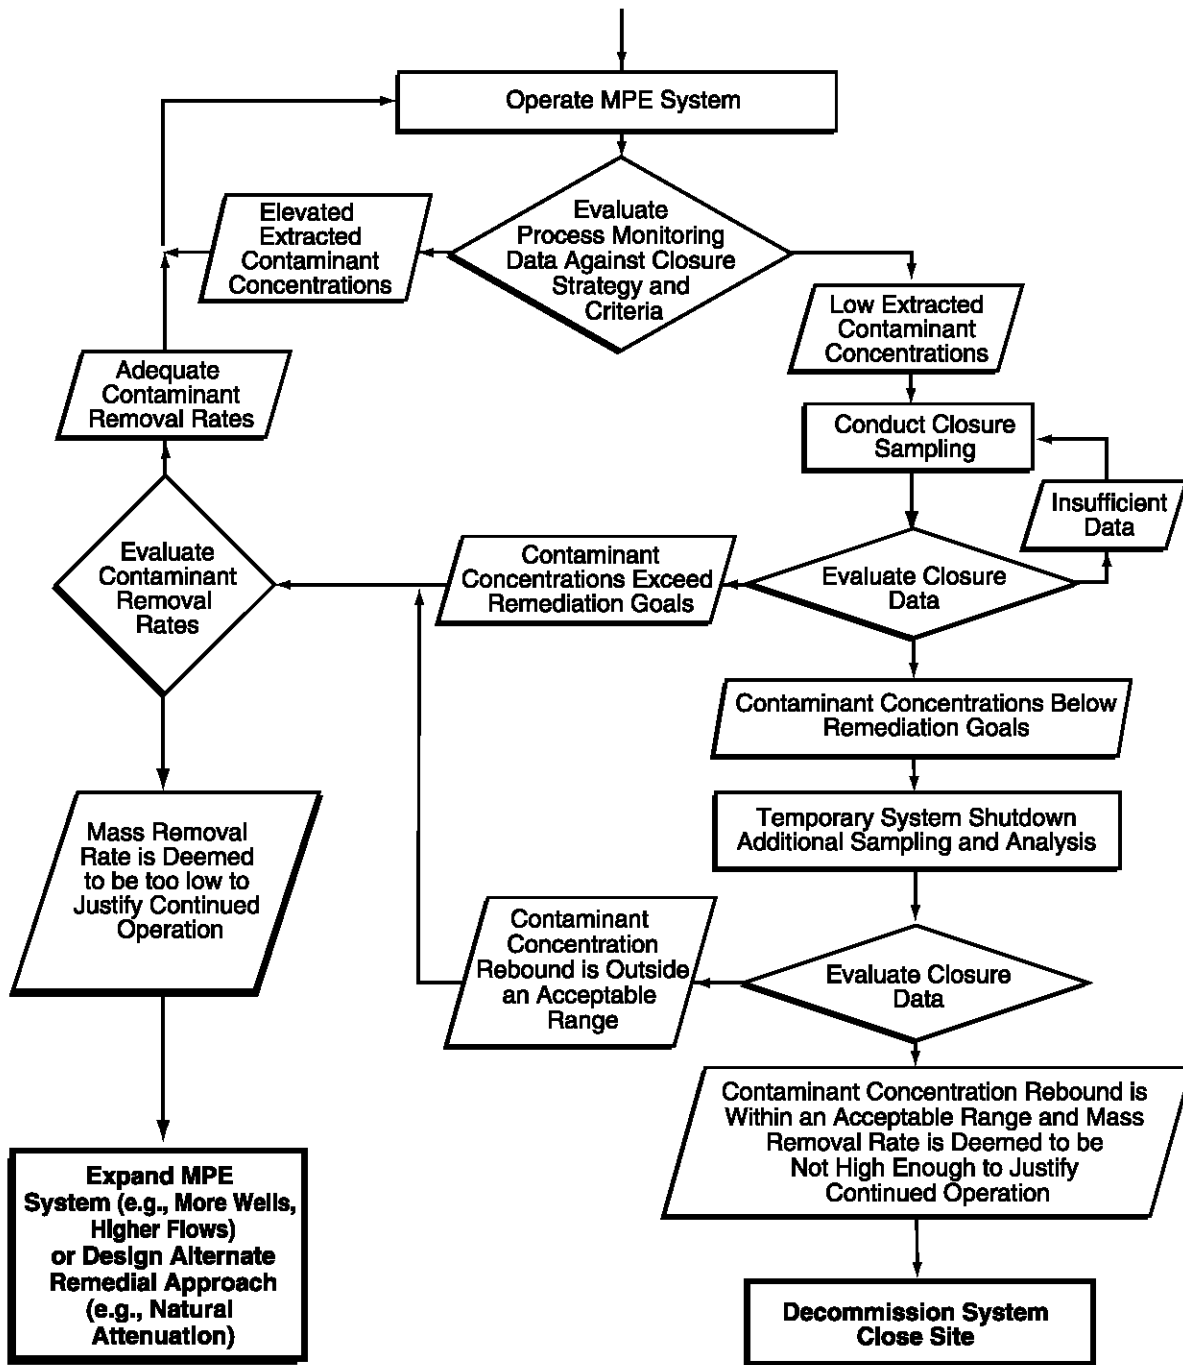 Operate MPE System
Evaluate
Process Monitoring
Data Against Closure
Strategy and
Criteria
Elevated
Extracted
Contaminant
Concentrations
Low Extracted
Contaminant
Concentrations
Adequate
Contaminant
Removal Rates
Conduct Closure
Sampling
Insufficient
Data
Evaluate
Contaminant
Removal
Rates
Contaminant
Concentrations Exceed
Remediation Goals
Evaluate Closure
Data
Contaminant Concentrations Below
Remediation Goals
Mass Removal
Rate is Deemed
to be too low to
Justify Continued
Operation
Temporary System Shutdown
Additional Sampling and Analysis
Contaminant
Concentration
Rebound is Outside
an Acceptable
Range
Evaluate Closure
Data
Contaminant Concentration Rebound is
Within an Acceptable Range and Mass
Removal Rate is Deemed to be
Not High Enough to Justify
Continued Operation
Expand MPE
System (e.g., More Wells,
Higher Flows)
or Design Alternate
Remedial Approach
(e.g., Natural
Attenuation)
Decommission System
Close Site